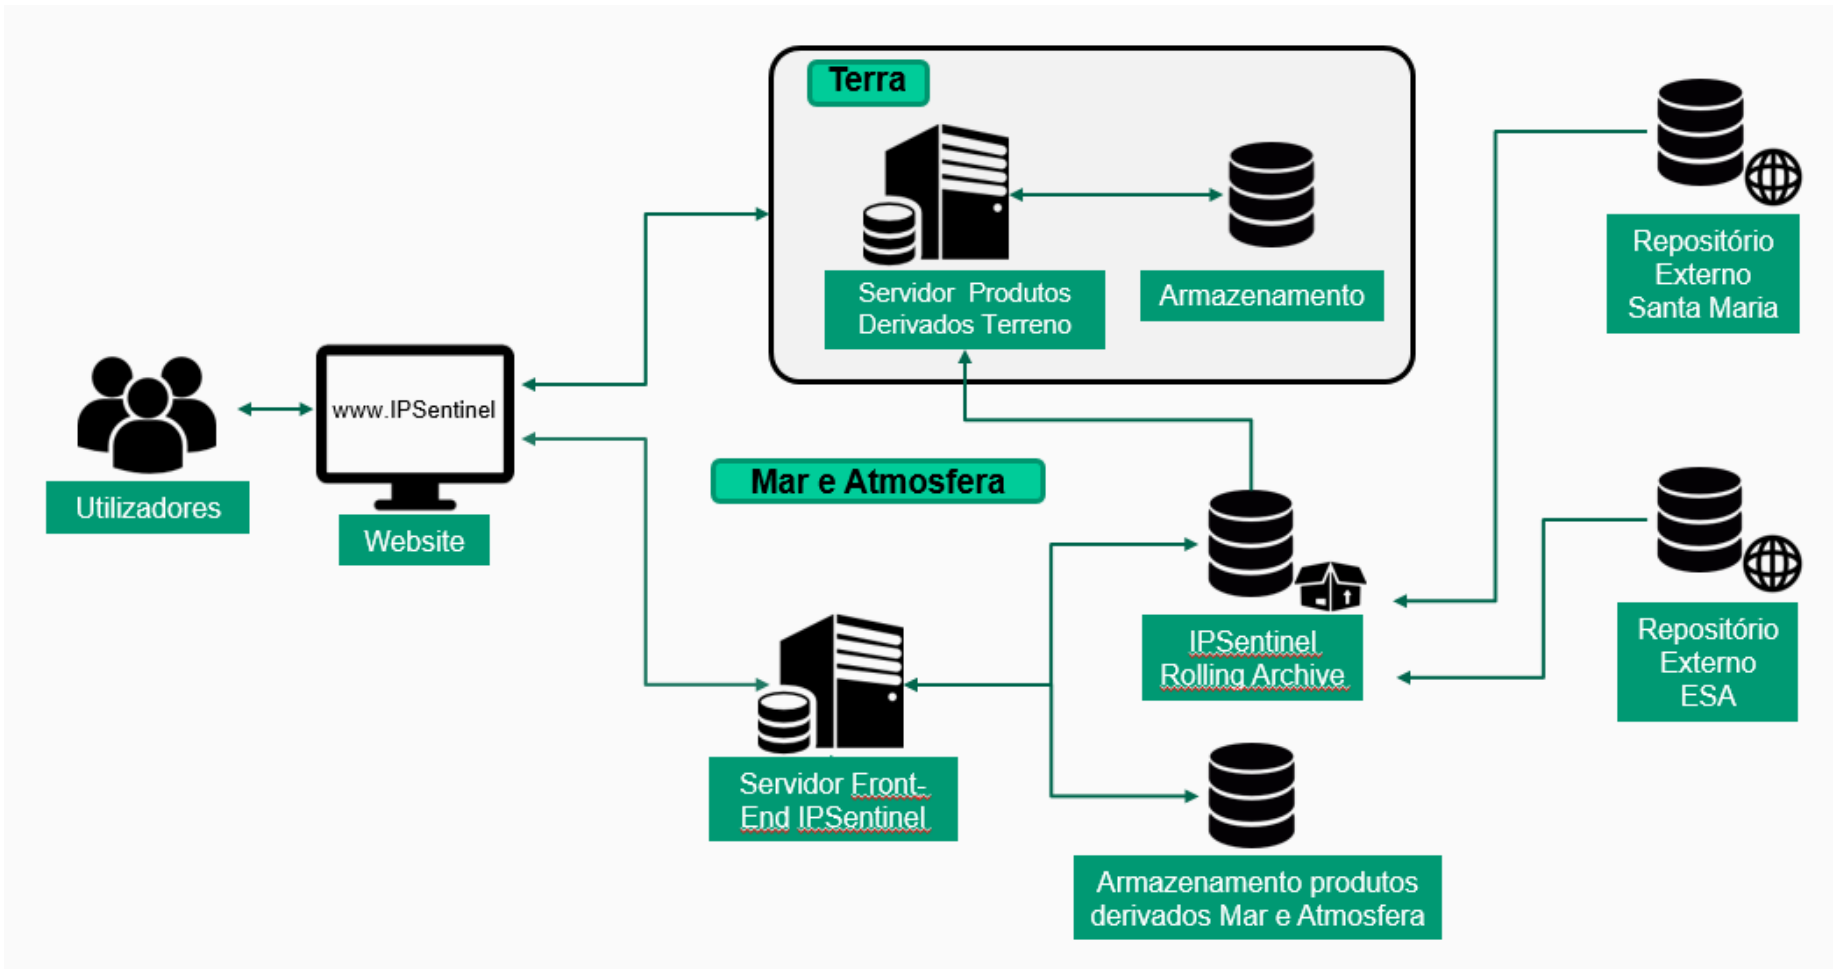 Terra
Servidor Produtos
Derivados Terreno
Armazenamento
Repositório
Externo
Santa Maria
www.IPSentinel
Utilizadores
Website
Mar e Atmosfera
IPSentinel
Rolling Archive
Repositório
Externo
ESA
Servidor Front-
End IPSentinel
Armazenamento produtos
derivados Mar e Atmosfera